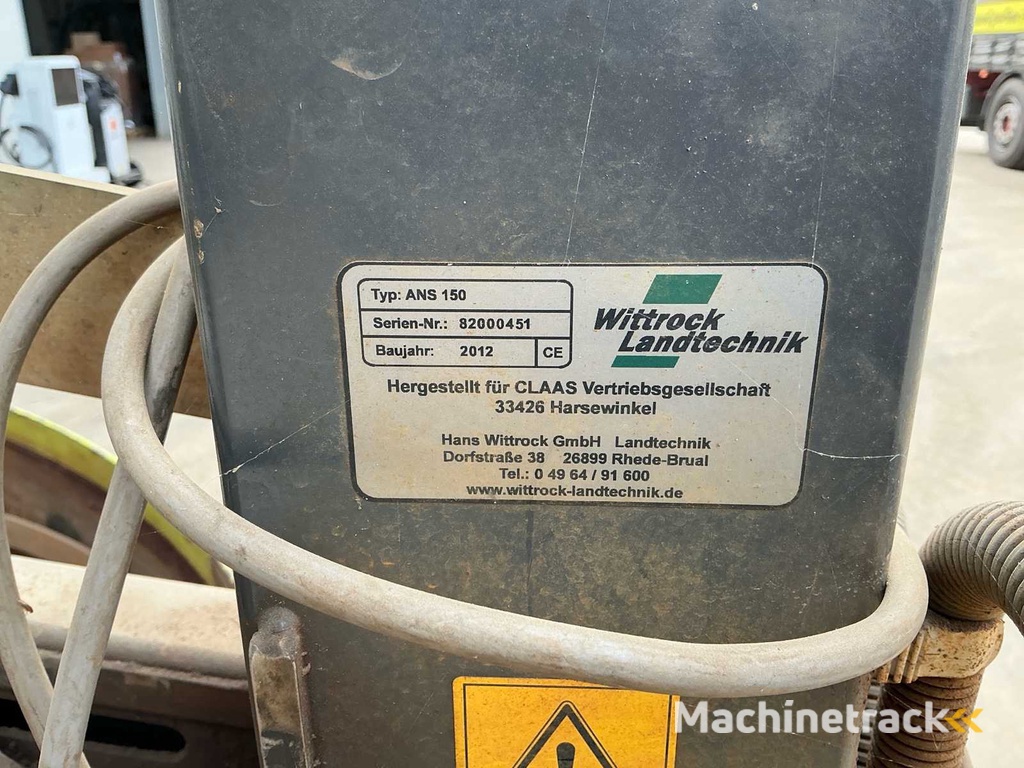 Typ: ANS 150
Serien-Nr.: 82000451
Baujahr: 2012 CE
Wittrock
Landtechnik
Hergestellt für CLAAS Vertriebsgesellschaft
33426 Harsewinkel
Hans Wittrock GmbH Landtechnik
Dorfstraße 38 26899 Rhede-Brual
Tel.: 0 49 64 / 91 600
www.wittrock-landtechnik.de
!
Machinetrack